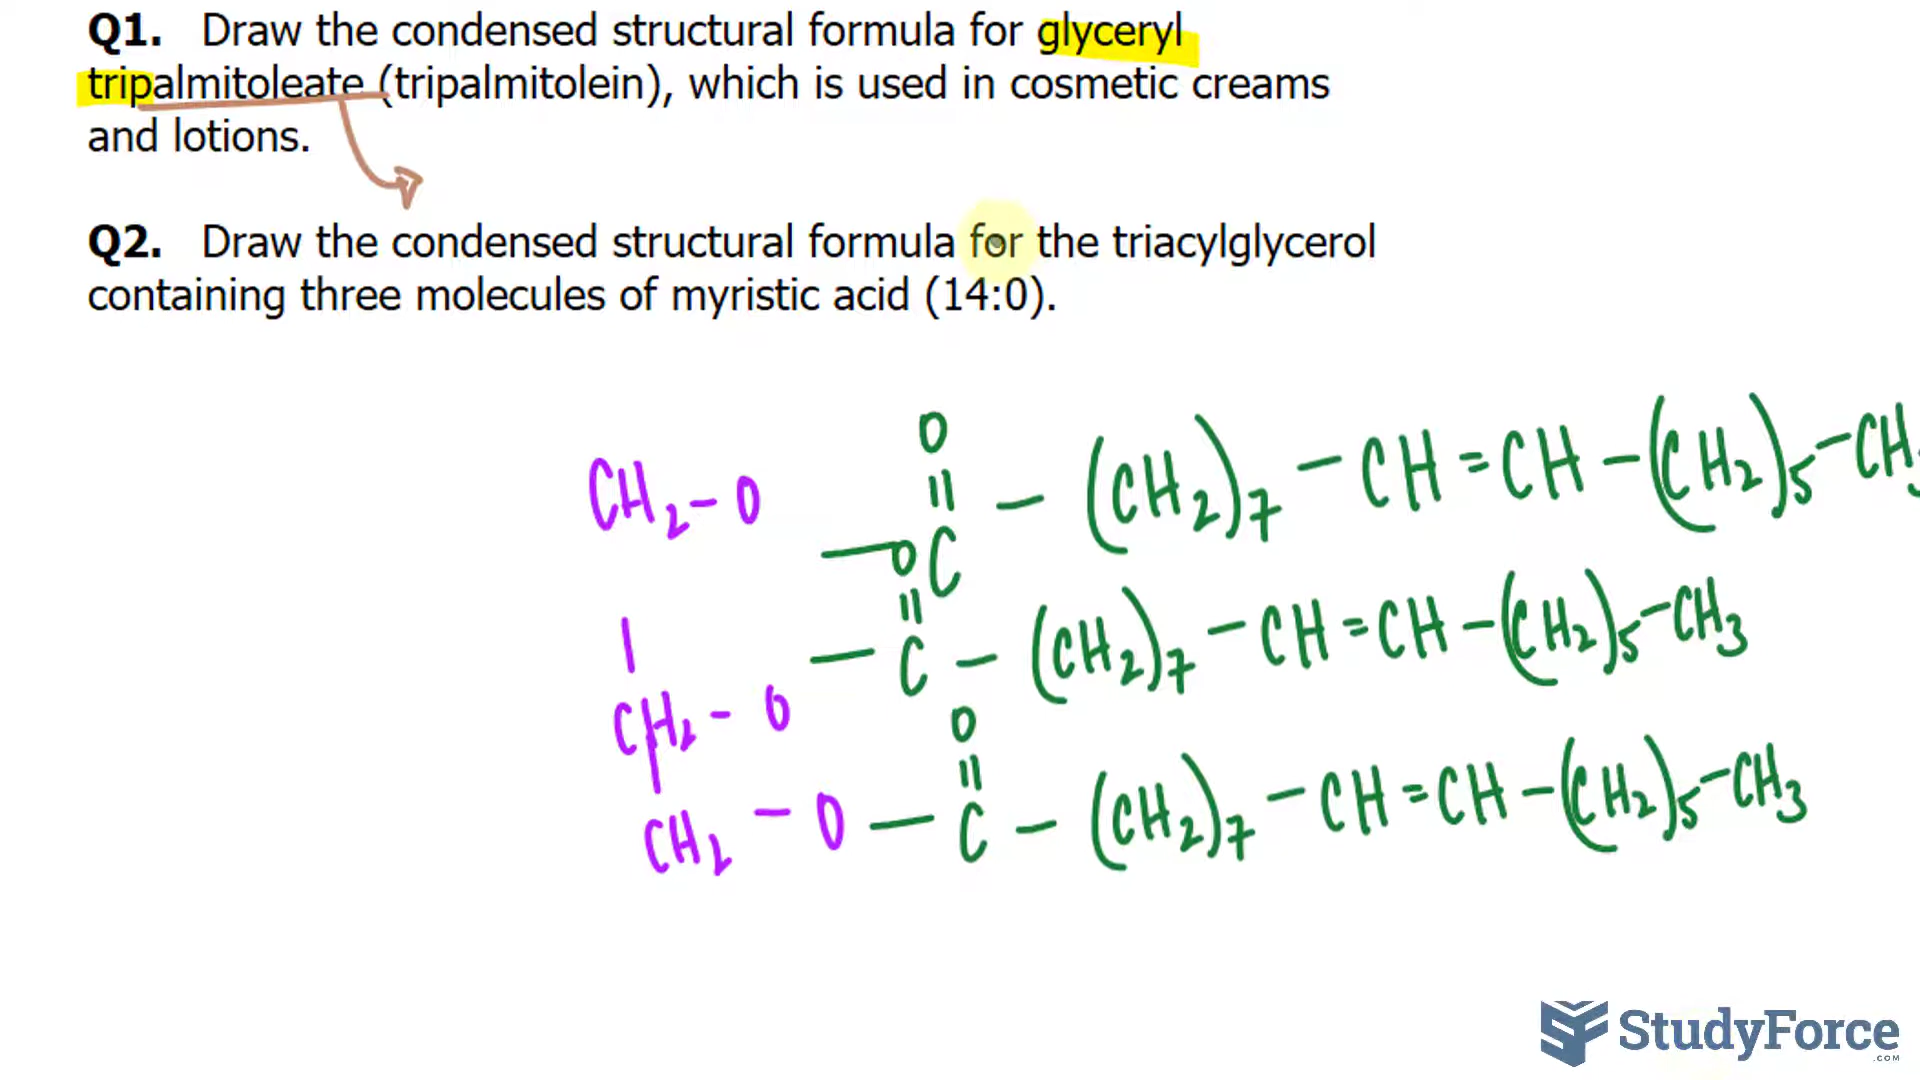 Q1. Draw the condensed structural formula for glyceryl
tripalmitoleate (tripalmitolein), which is used in cosmetic creams
and lotions.
Q2. Draw the condensed structural formula for the triacylglycerol
containing three molecules of myristic acid (14:0).
O
||
CH2-O —C — (CH2)7 — CH=CH — (CH2)5 — CH3
|
O
||
CH2-O — C — (CH2)7 — CH=CH — (CH2)5 — CH3
|
O
||
CH2 — O — C — (CH2)7 — CH=CH — (CH2)5 — CH3
StudyForce
.COM